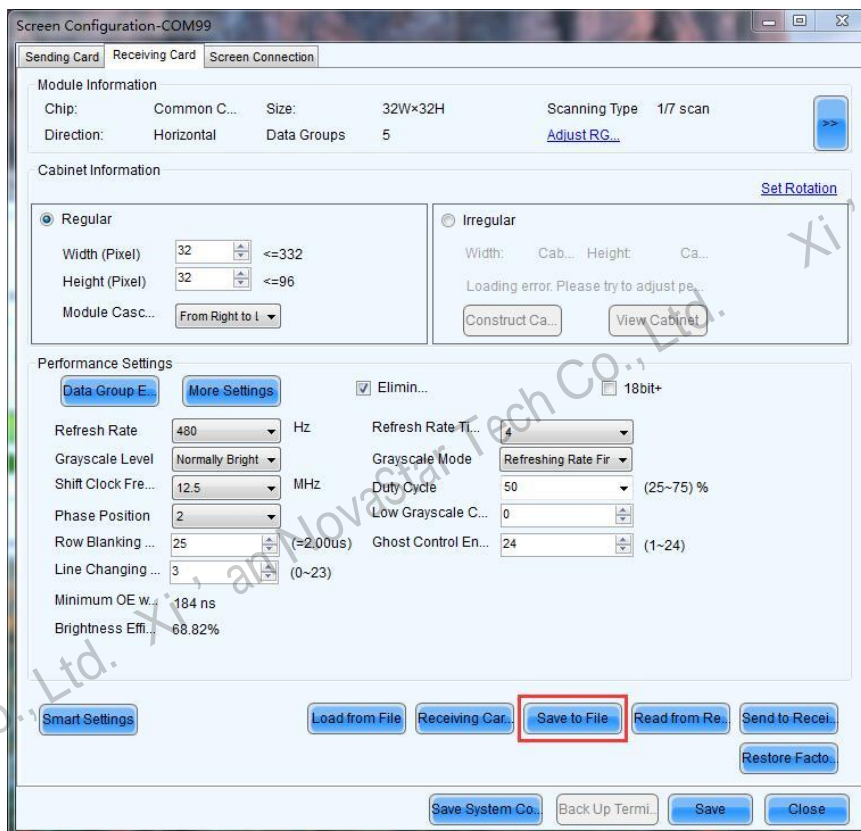 Screen Configuration-COM99
Sending Card Receiving Card Screen Connection
Module Information
Chip: Common C... Size: 32W×32H Scanning Type 1/7 scan
Direction: Horizontal Data Groups 5 Adjust RG...
>>
Cabinet Information
Set Rotation
Regular
Width (Pixel) 32 <=332
Height (Pixel) 32 <=96
Module Casc... From Right to L
Irregular
Width: Cab... Height: Ca...
Loading error. Please try to adjust pe...
Construct Ca... View Cabinet
Performance Settings
Data Group E... More Settings Elimin... 18bit+
Refresh Rate 480 Hz Refresh Rate Ti... 4
Grayscale Level Normally Bright Grayscale Mode Refreshing Rate Fir
Shift Clock Fre... 12.5 MHz Duty Cycle 50 (25~75) %
Phase Position 2 Low Grayscale C... 0
Row Blanking ... 25 (=2.00us) Ghost Control En... 24 (1~24)
Line Changing ... 3 (0~23)
Minimum OE w... 184 ns
Brightness Effi... 68.82%
Smart Settings Load from File Receiving Car... Save to File Read from Re... Send to Recei...
Restore Facto...
Save System Co... Back Up Termi... Save Close
Xi'an NovaStar Tech Co., Ltd.
., Ltd.
Xi'